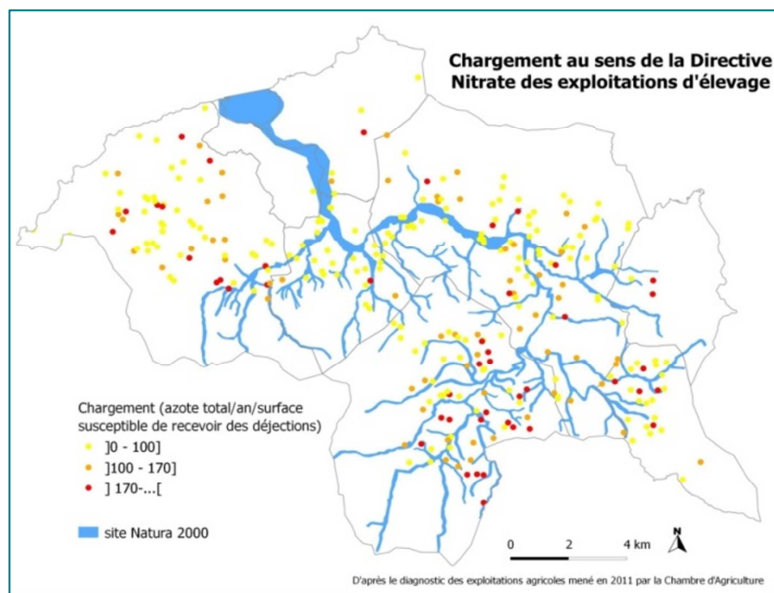 Chargement au sens de la Directive
Nitrate des exploitations d'élevage
Chargement (azote total/an/surface
susceptible de recevoir des déjections)
]0 - 100]
]100 - 170]
] 170-...[
site Natura 2000
0 2 4 km
N
D'après le diagnostic des exploitations agricoles mené en 2011 par la Chambre d'Agriculture